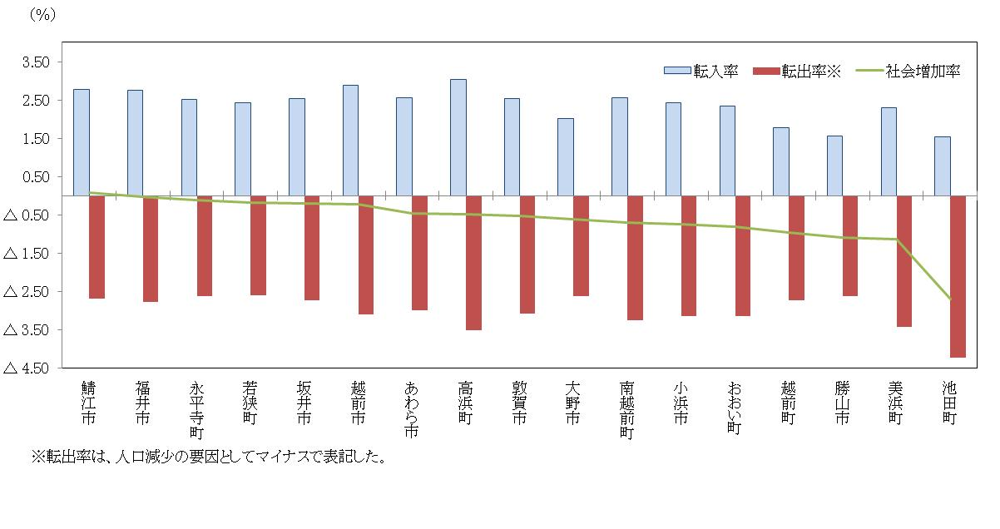 (%)
3.50
2.50
1.50
0.50
△ 0.50
△ 1.50
△ 2.50
△ 3.50
△ 4.50
転入率 転出率※ 社会増加率
鯖江市
福井市
永平寺町
若狭町
坂井市
越前市
あわら市
高浜町
敦賀市
大野市
南越前町
小浜市
おおい町
越前町
勝山市
美浜町
池田町
※転出率は、人口減少の要因としてマイナスで表記した。